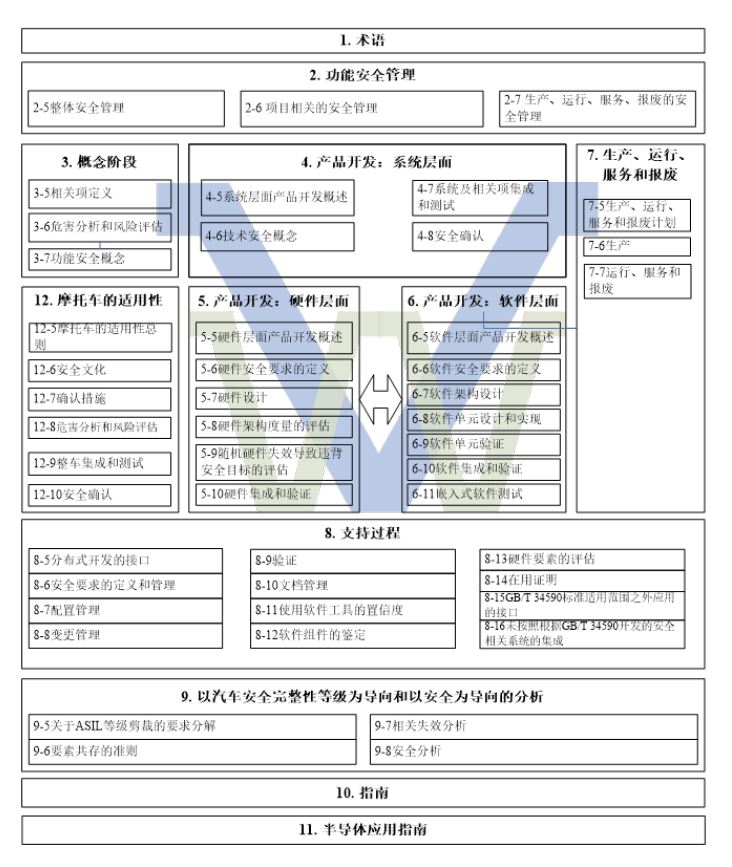 1. 术语
2. 功能安全管理
2-5整体安全管理
2-6 项目相关的安全管理
2-7 生产、运行、服务、报废的安
全管理
3. 概念阶段
3-5相关项定义
3-6危害分析和风险评估
3-7功能安全概念
4. 产品开发：系统层面
4-5系统层面产品开发概述
4-6技术安全概念
4-7系统及相关项集成
和测试
4-8安全确认
7. 生产、运行、
服务和报废
7-5生产、运行、
服务和报废计划
7-6生产
7-7运行、服务和
报废
12. 摩托车的适用性
12-5摩托车的适用性总
则
12-6安全文化
12-7确认措施
12-8危害分析和风险评估
12-9整车集成和测试
12-10安全确认
5. 产品开发：硬件层面
5-5硬件层面产品开发概述
5-6硬件安全要求的定义
5-7硬件设计
5-8硬件架构度量的评估
5-9随机硬件失效导致违背
安全目标的评估
5-10硬件集成和验证
6. 产品开发：软件层面
6-5软件层面产品开发概述
6-6软件安全要求的定义
6-7软件架构设计
6-8软件单元设计和实现
6-9软件单元验证
6-10软件集成和验证
6-11嵌入式软件测试
8. 支持过程
8-5分布式开发的接口
8-6安全要求的定义和管理
8-7配置管理
8-8变更管理
8-9验证
8-10文档管理
8-11使用软件工具的置信度
8-12软件组件的鉴定
8-13硬件要素的评估
8-14在用证明
8-15GB/T 34590标准适用范围之外应用
的接口
8-16未按照根据GB/T 34590开发的安全
相关系统的集成
9. 以汽车安全完整性等级为导向和以安全为导向的分析
9-5关于ASIL等级剪裁的要求分解
9-6要素共存的准则
9-7相关失效分析
9-8安全分析
10. 指南
11. 半导体应用指南